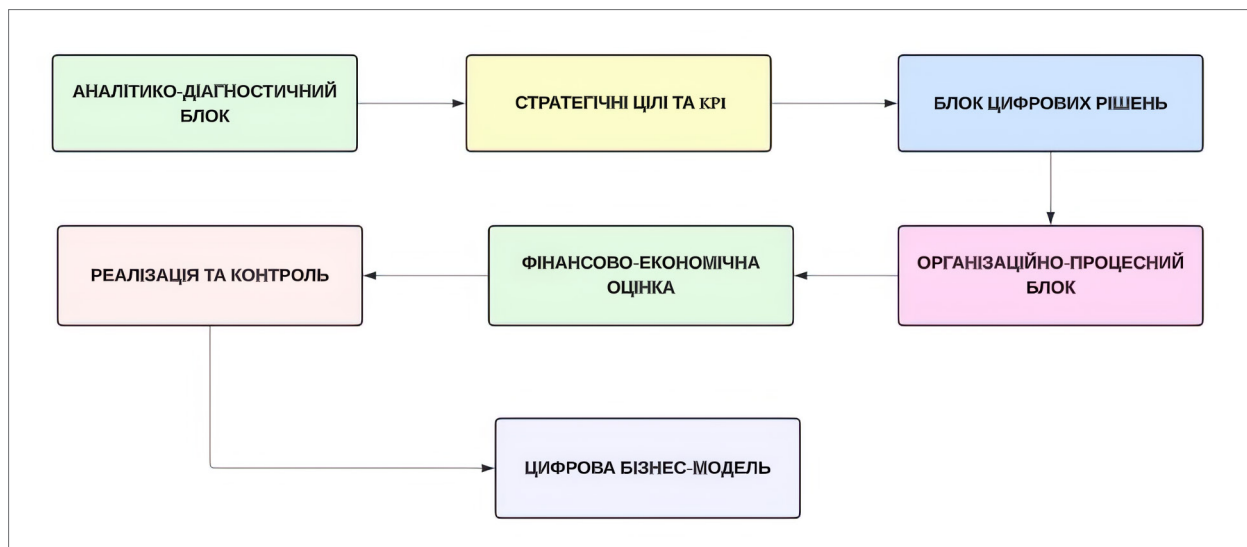 АНАЛІТИКО-ДІАГНОСТИЧНИЙ
БЛОК
СТРАТЕГІЧНІ ЦІЛІ ТА KPI
БЛОК ЦИФРОВИХ РІШЕНЬ
ОРГАНІЗАЦІЙНО-ПРОЦЕСНИЙ
БЛОК
ФІНАНСОВО-ЕКОНОМІЧНА
ОЦІНКА
РЕАЛІЗАЦІЯ ТА КОНТРОЛЬ
ЦИФРОВА БІЗНЕС-МОДЕЛЬ